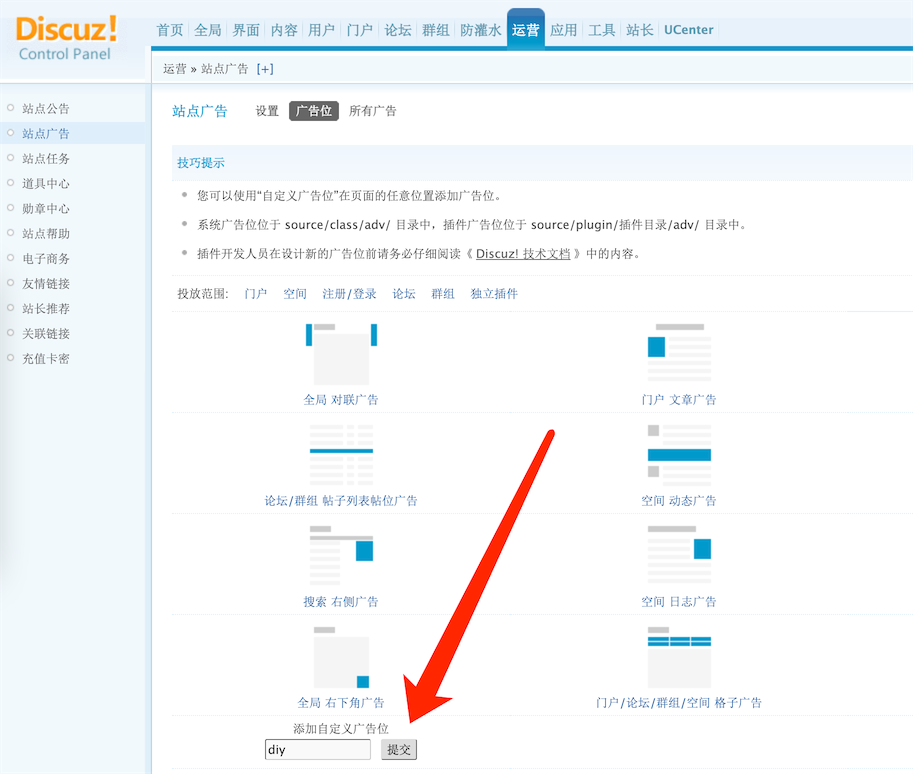 Discuz!
Control Panel
首页 全局 界面 内容 用户 门户 论坛 群组 防灌水 运营 应用 工具 站长 UCenter
运营 » 站点广告 [+]
站点公告
站点广告
站点任务
道具中心
勋章中心
站点帮助
电子商务
友情链接
站长推荐
关联链接
充值卡密
站点广告 设置 广告位 所有广告
技巧提示
您可以使用“自定义广告位”在页面的任意位置添加广告位。
系统广告位位于 source/class/adv/ 目录中，插件广告位位于 source/plugin/插件目录/adv/ 目录中。
插件开发人员在设计新的广告位前请务必仔细阅读《 Discuz! 技术文档 》中的内容。
投放范围: 门户 空间 注册/登录 论坛 群组 独立插件
全局 对联广告 门户 文章广告
论坛/群组 帖子列表帖位广告 空间 动态广告
搜索 右侧广告 空间 日志广告
全局 右下角广告 门户/论坛/群组/空间 格子广告
添加自定义广告位
diy 提交